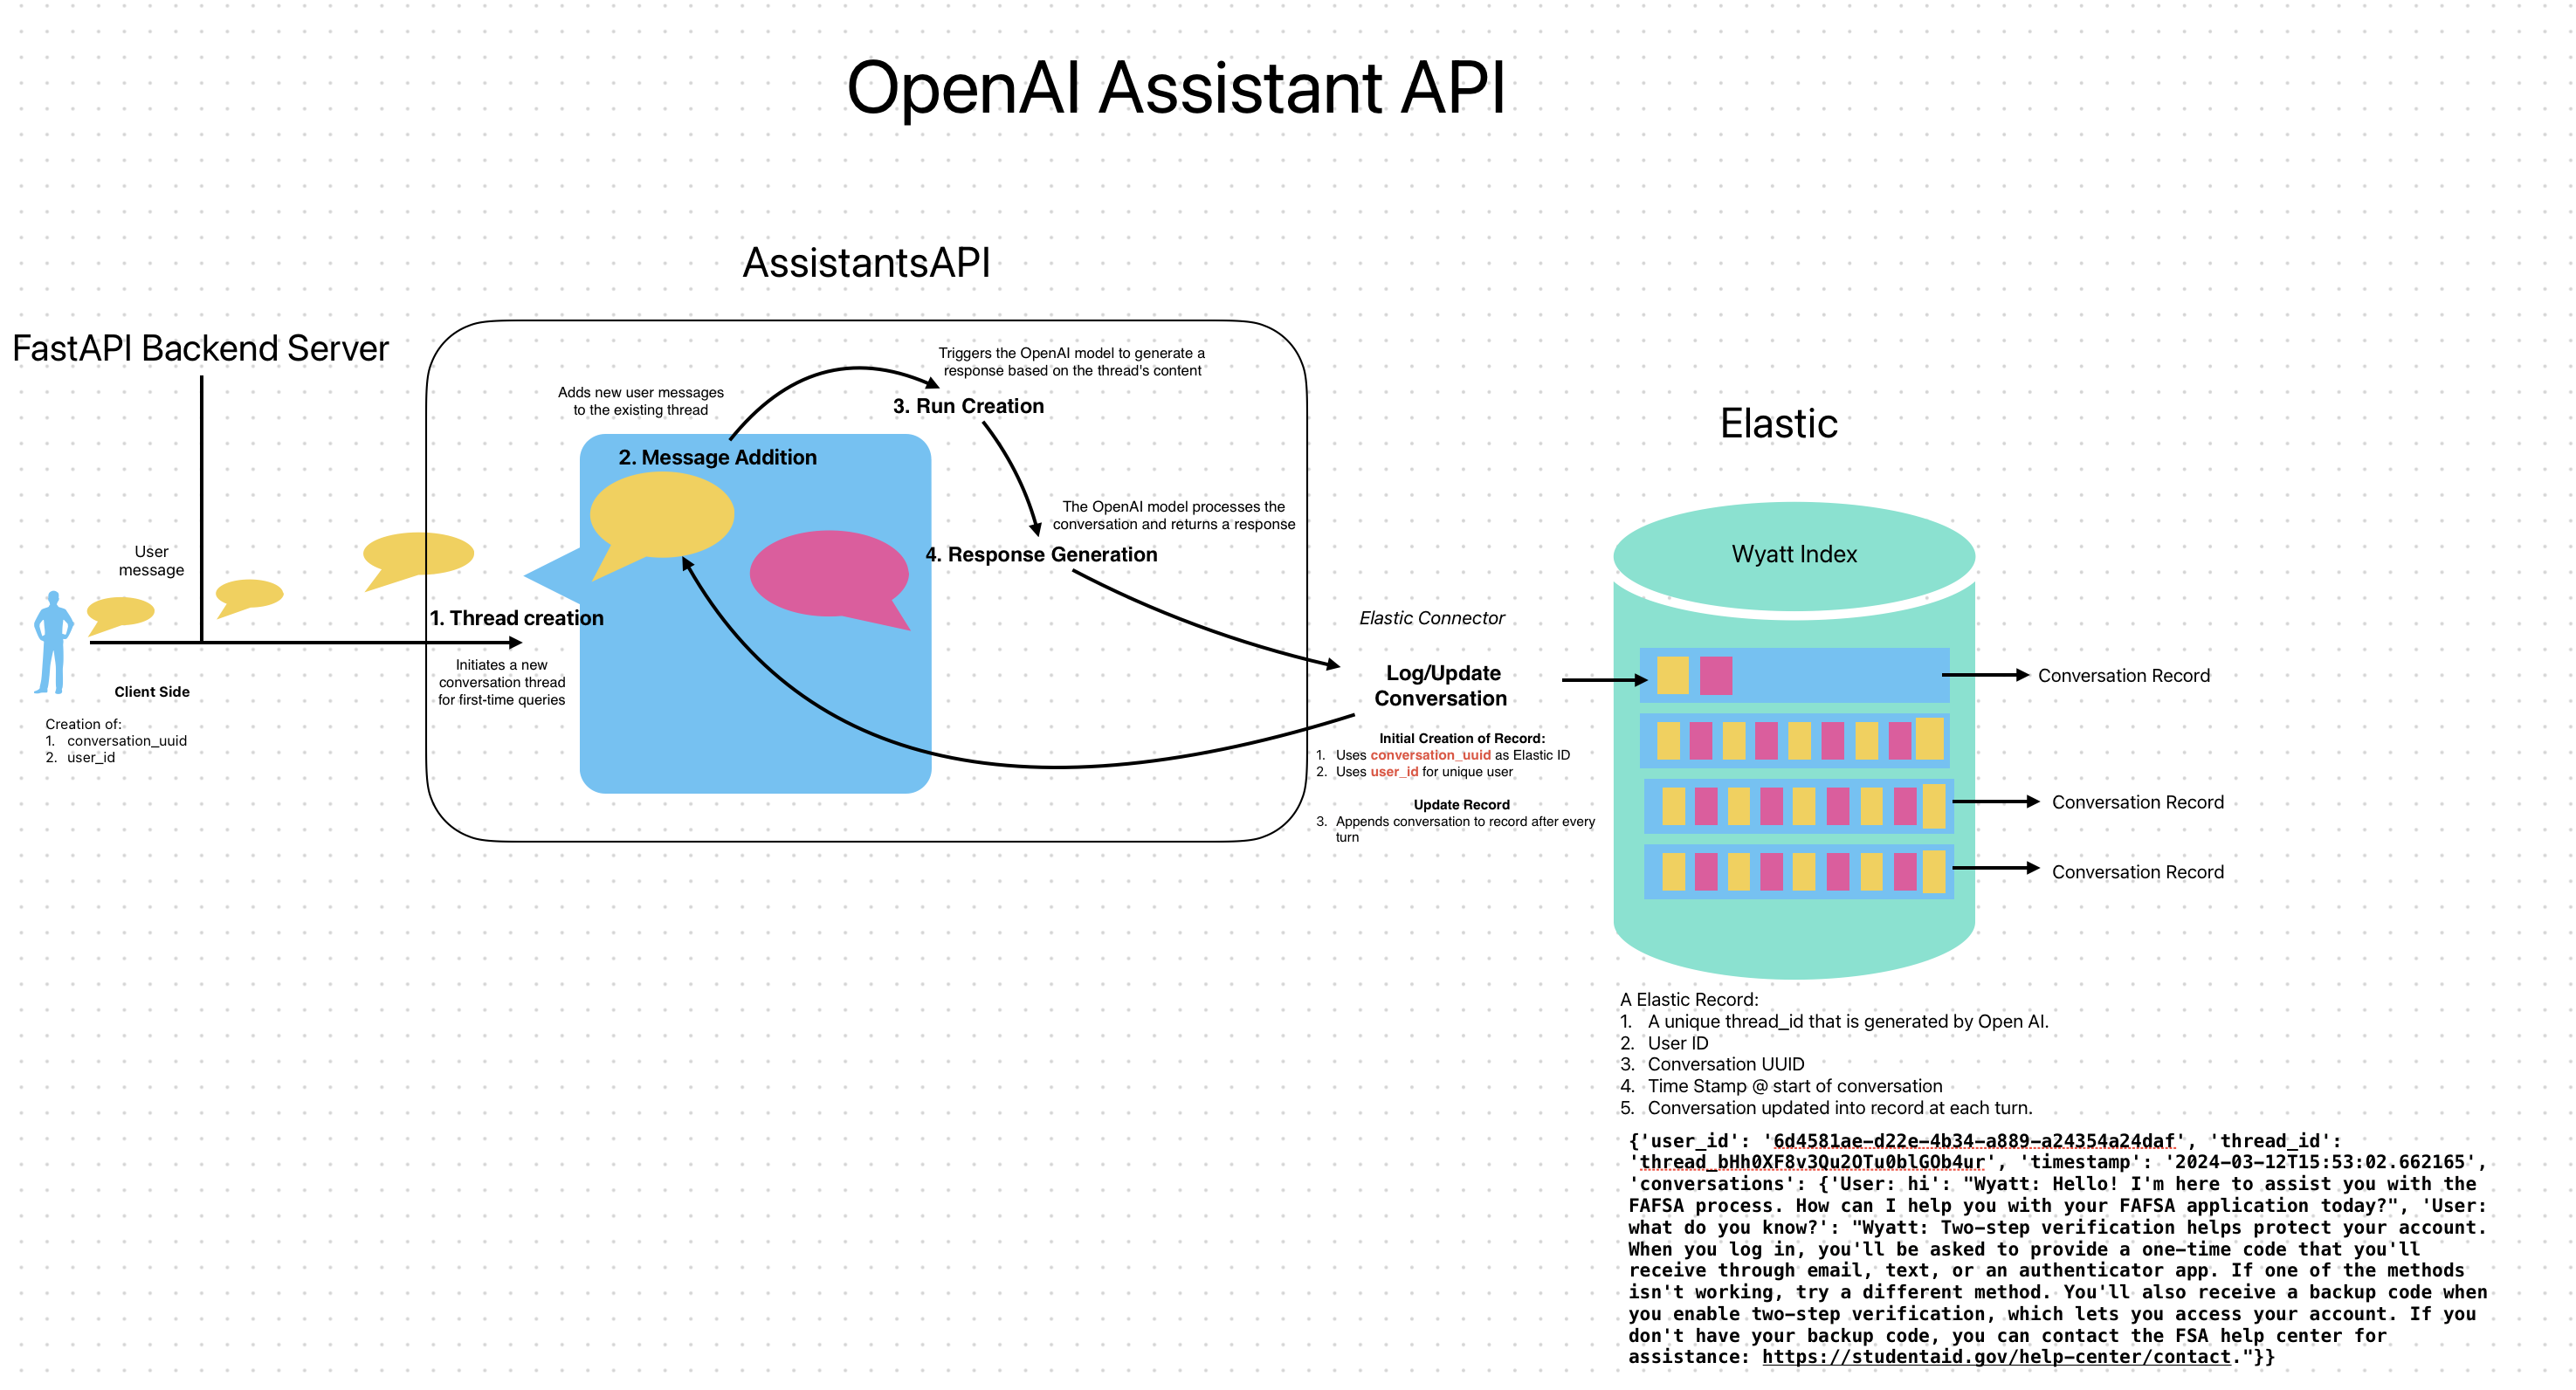 OpenAI Assistant API
AssistantsAPI
FastAPI Backend Server
Triggers the OpenAI model to generate a
response based on the thread's content
Adds new user messages
to the existing thread
3. Run Creation
2. Message Addition
The OpenAI model processes the
conversation and returns a response
4. Response Generation
User
message
1. Thread creation
Initiates a new
conversation thread
for first-time queries
Client Side
Creation of:
1. conversation_uuid
2. user_id
Elastic Connector
Log/Update
Conversation
Initial Creation of Record:
1. Uses conversation_uuid as Elastic ID
2. Uses user_id for unique user
Update Record
3. Appends conversation to record after every
turn
Elastic
Wyatt Index
Conversation Record
Conversation Record
Conversation Record
A Elastic Record:
1. A unique thread_id that is generated by Open AI.
2. User ID
3. Conversation UUID
4. Time Stamp @ start of conversation
5. Conversation updated into record at each turn.
{'user_id': '6d4581ae-d22e-4b34-a889-a24354a24daf', 'thread_id':
'thread_bHh0XF8v3Qu2OTu0blGOb4ur', 'timestamp': '2024-03-12T15:53:02.662165',
'conversations': {'User: hi': "Wyatt: Hello! I'm here to assist you with the
FAFSA process. How can I help you with your FAFSA application today?", 'User:
what do you know?': "Wyatt: Two-step verification helps protect your account.
When you log in, you'll be asked to provide a one-time code that you'll
receive through email, text, or an authenticator app. If one of the methods
isn't working, try a different method. You'll also receive a backup code when
you enable two-step verification, which lets you access your account. If you
don't have your backup code, you can contact the FSA help center for
assistance: https://studentaid.gov/help-center/contact."}}